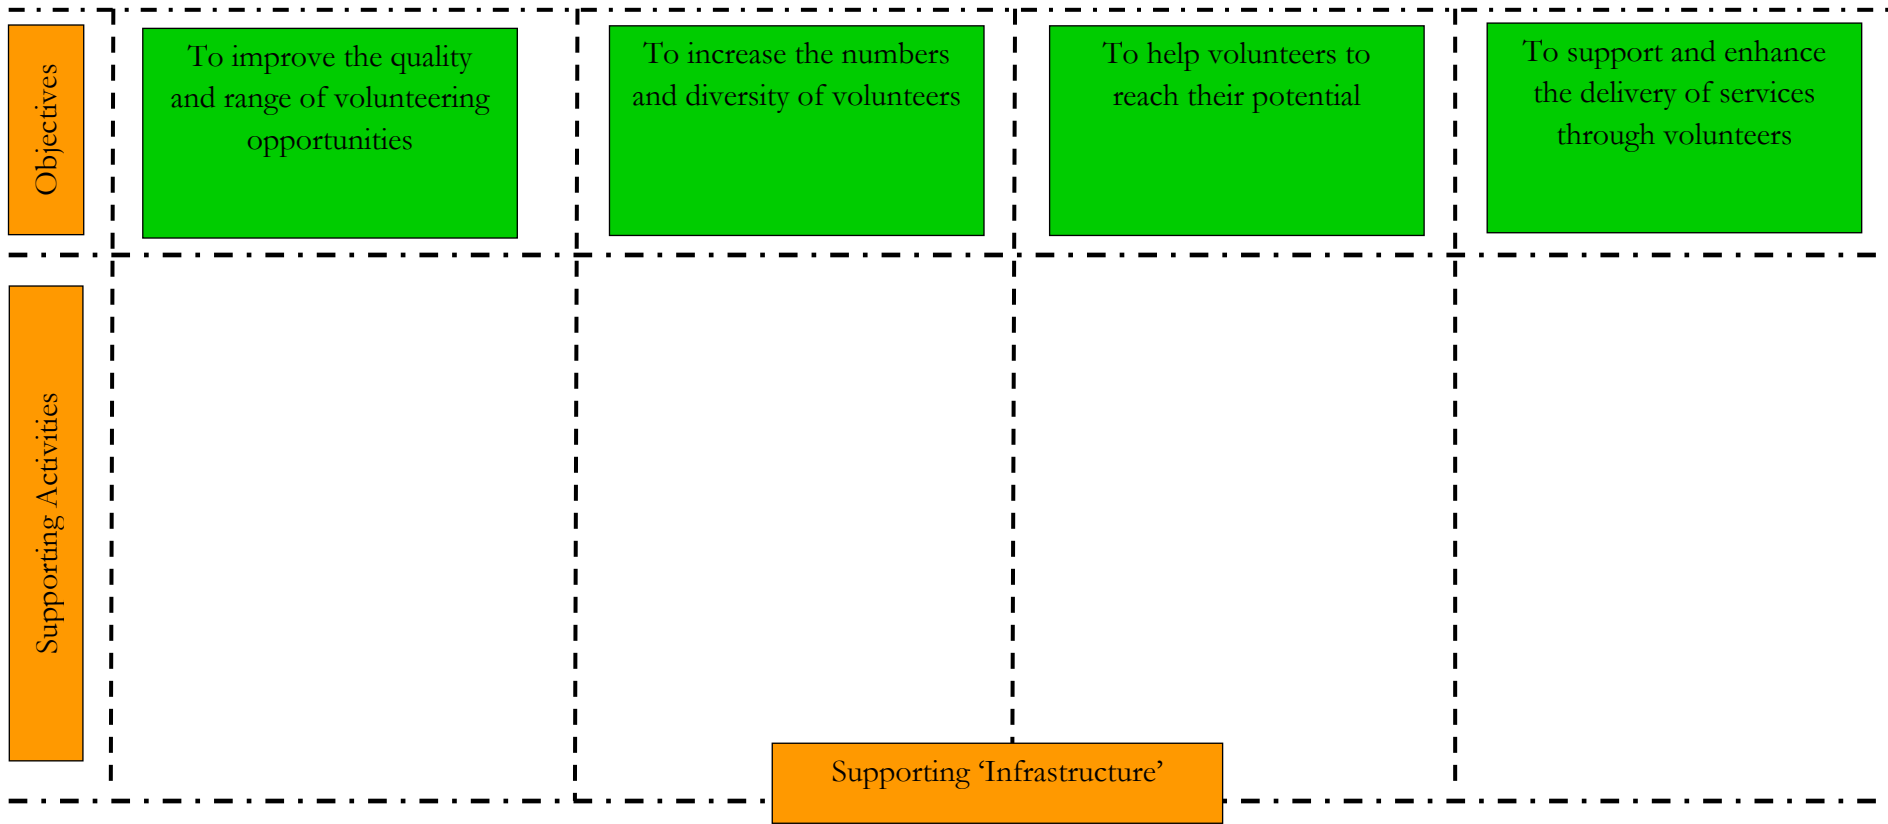 Objectives
To improve the quality
and range of volunteering
opportunities
To increase the numbers
and diversity of volunteers
To help volunteers to
reach their potential
To support and enhance
the delivery of services
through volunteers
Supporting Activities
Supporting ‘Infrastructure’